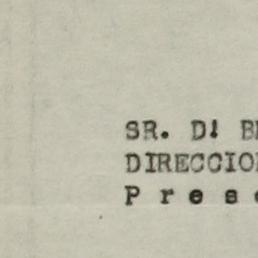 SR. D! B
DIRECCIO
P r e s e